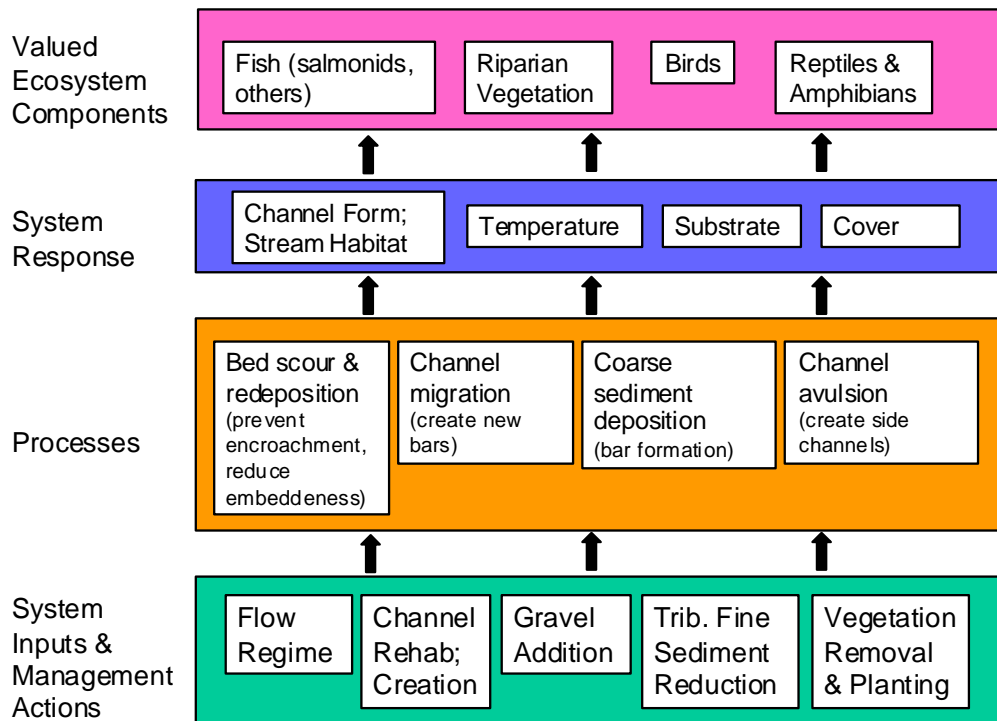 Valued
Ecosystem
Components
Fish (salmonids,
others)
Riparian
Vegetation
Birds
Reptiles &
Amphibians
System
Response
Channel Form;
Stream Habitat
Temperature
Substrate
Cover
Processes
Bed scour &
redeposition
(prevent
encroachment,
reduce
embeddeness)
Channel
migration
(create new
bars)
Coarse
sediment
deposition
(bar formation)
Channel
avulsion
(create side
channels)
System
Inputs &
Management
Actions
Flow
Regime
Channel
Rehab;
Creation
Gravel
Addition
Trib. Fine
Sediment
Reduction
Vegetation
Removal
& Planting